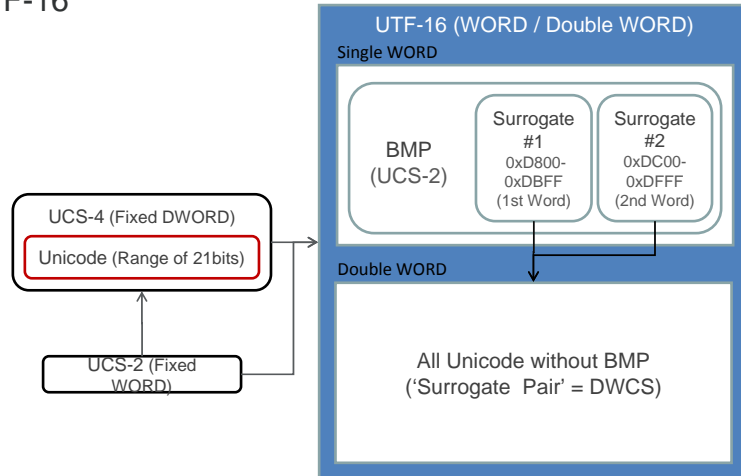 F-16
UTF-16 (WORD / Double WORD)
Single WORD
BMP
(UCS-2)
Surrogate
#1
0xD800-
0xDBFF
(1st Word)
Surrogate
#2
0xDC00-
0xDFFF
(2nd Word)
UCS-4 (Fixed DWORD)
Unicode (Range of 21bits)
UCS-2 (Fixed
WORD)
Double WORD
All Unicode without BMP
(‘Surrogate Pair’ = DWCS)